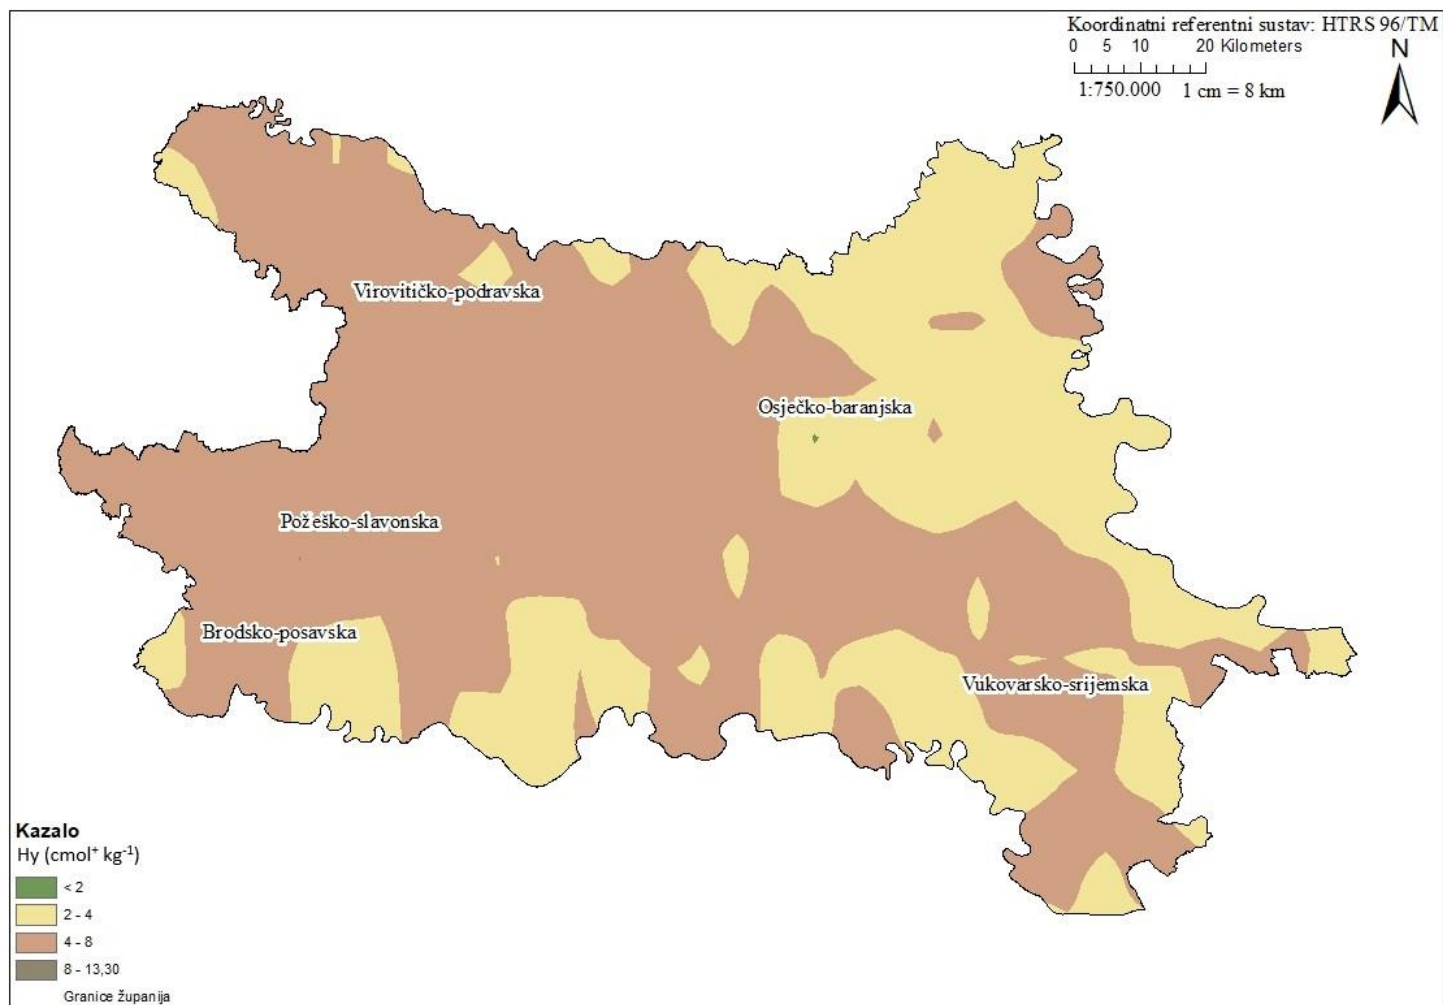 Koordinatni referentni sustav: HTRS 96/TM
0 5 10 20 Kilometers
N
1:750.000 1 cm = 8 km
Virovitičko-podravska
Osječko-baranjska
Požeško-slavonska
Brodsko-posavska
Vukovarsko-srijemska
Kazalo
Hy (cmol⁺ kg⁻¹)
< 2
2 - 4
4 - 8
8 - 13,30
Granice županija